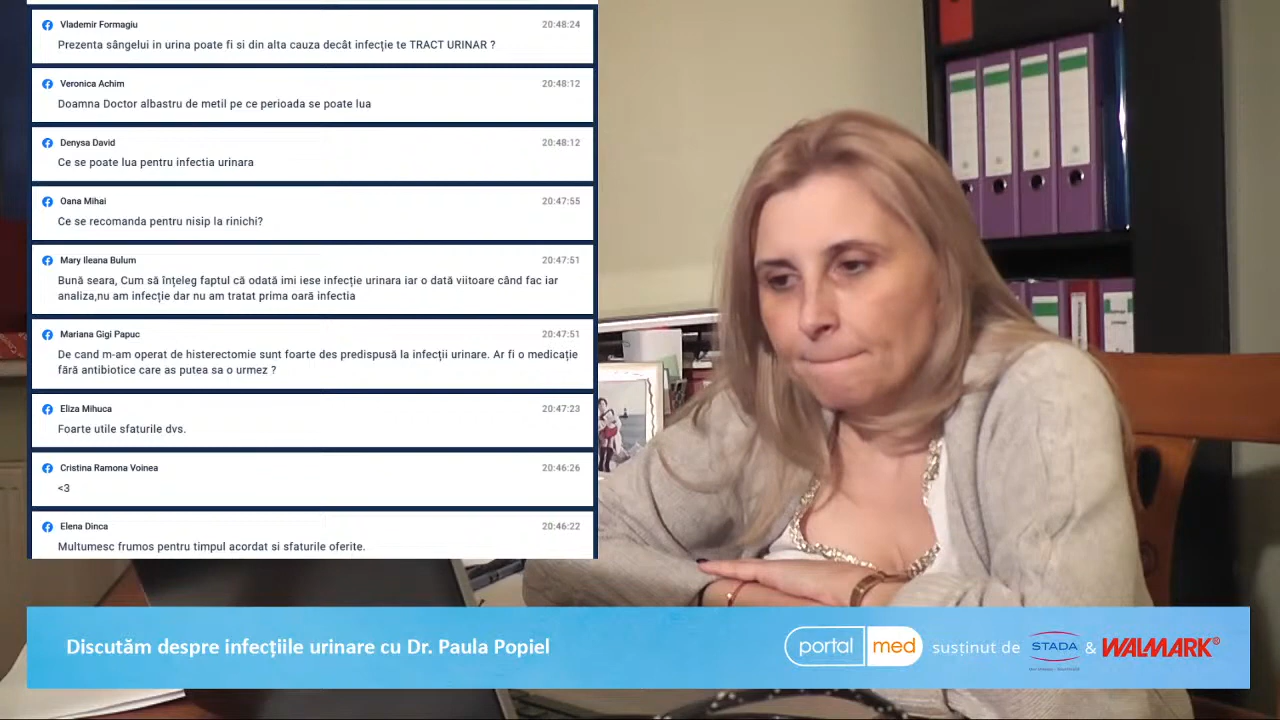 Vlademir Formagiu 20:48:24
Prezenta sângelui in urina poate fi si din alta cauza decât infecție te TRACT URINAR ?
Veronica Achim 20:48:12
Doamna Doctor albastru de metil pe ce perioada se poate lua
Denysa David 20:48:12
Ce se poate lua pentru infectia urinara
Oana Mihai 20:47:55
Ce se recomanda pentru nisip la rinichi?
Mary Ileana Bulum 20:47:51
Bună seara, Cum să înțeleg faptul că odată imi iese infecție urinara iar o dată viitoare când fac iar
analiza,nu am infecție dar nu am tratat prima oară infectia
Mariana Gigi Papuc 20:47:51
De cand m-am operat de histerectomie sunt foarte des predispusă la infecții urinare. Ar fi o medicație
fără antibiotice care as putea sa o urmez ?
Eliza Mihuca 20:47:23
Foarte utile sfaturile dvs.
Cristina Ramona Voinea 20:46:26
<3
Elena Dinca 20:46:22
Multumesc frumos pentru timpul acordat si sfaturile oferite.
Discutăm despre infecțiile urinare cu Dr. Paula Popiel
portal med susținut de STADA & WALMARK®